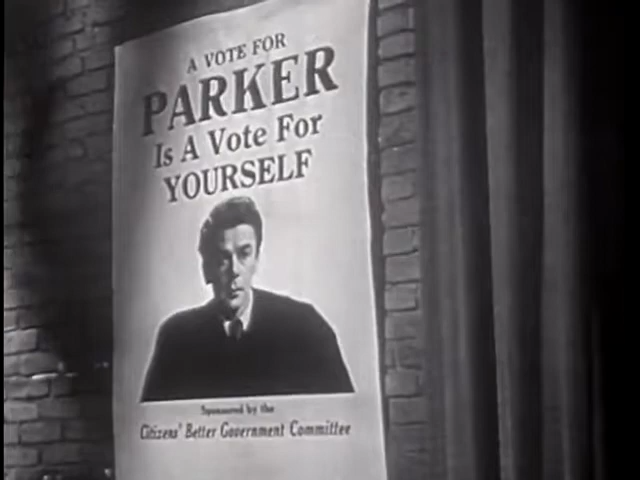 A VOTE FOR
PARKER
Is A Vote For
YOURSELF
Sponsored by the
Citizens' Better Government Committee